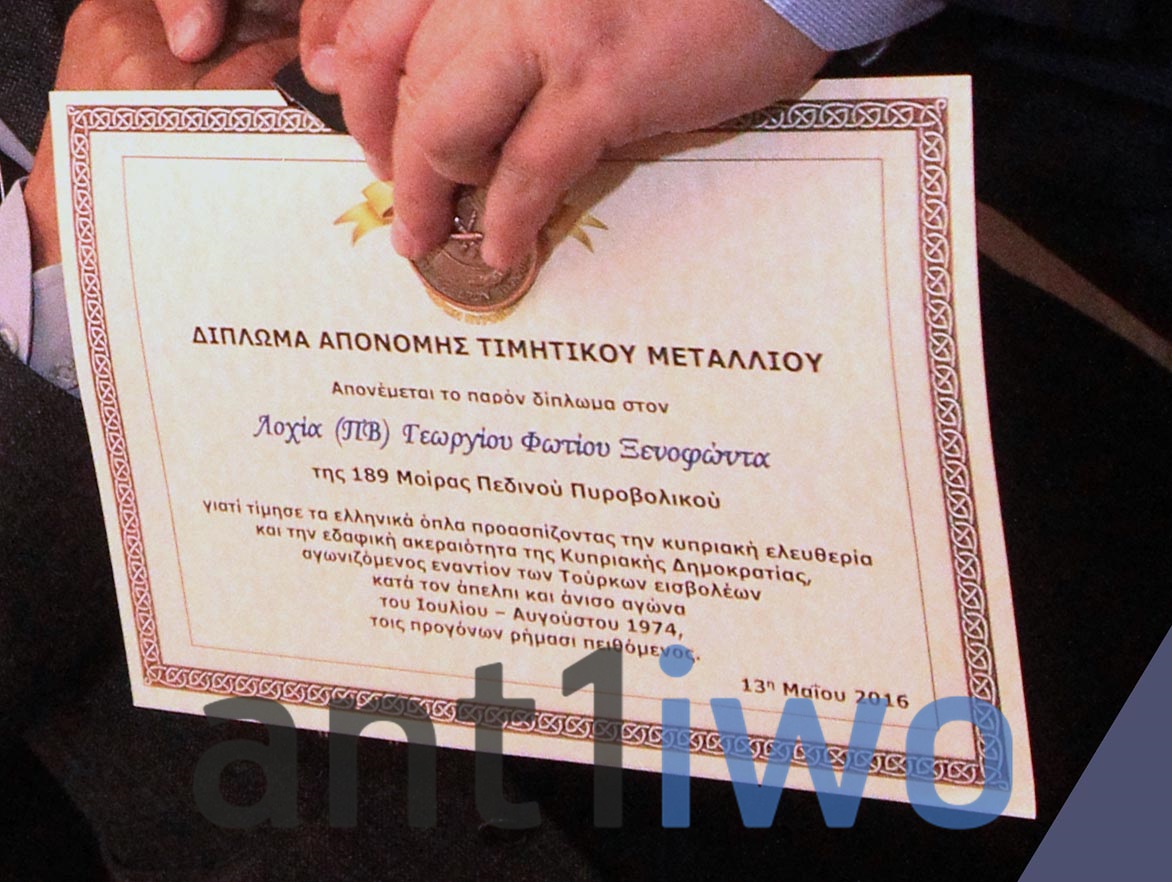 ΔΙΠΛΩΜΑ ΑΠΟΝΟΜΗΣ ΤΙΜΗΤΙΚΟΥ ΜΕΤΑΛΛΙΟΥ
Απονέμεται το παρόν δίπλωμα στον
Λοχία (ΠΒ) Γεωργίου Φωτίου Ξενοφώντα
της 189 Μοίρας Πεδινού Πυροβολικού
γιατί τίμησε τα ελληνικά όπλα προασπίζοντας την κυπριακή ελευθερία
και την εδαφική ακεραιότητα της Κυπριακής Δημοκρατίας,
αγωνιζόμενος εναντίον των Τούρκων εισβολέων
κατά τον άπελπι και άνισο αγώνα
του Ιουλίου – Αυγούστου 1974,
τοις προγόνων ρήμασι πειθόμενος.
13η Μαΐου 2016
ant1iwo